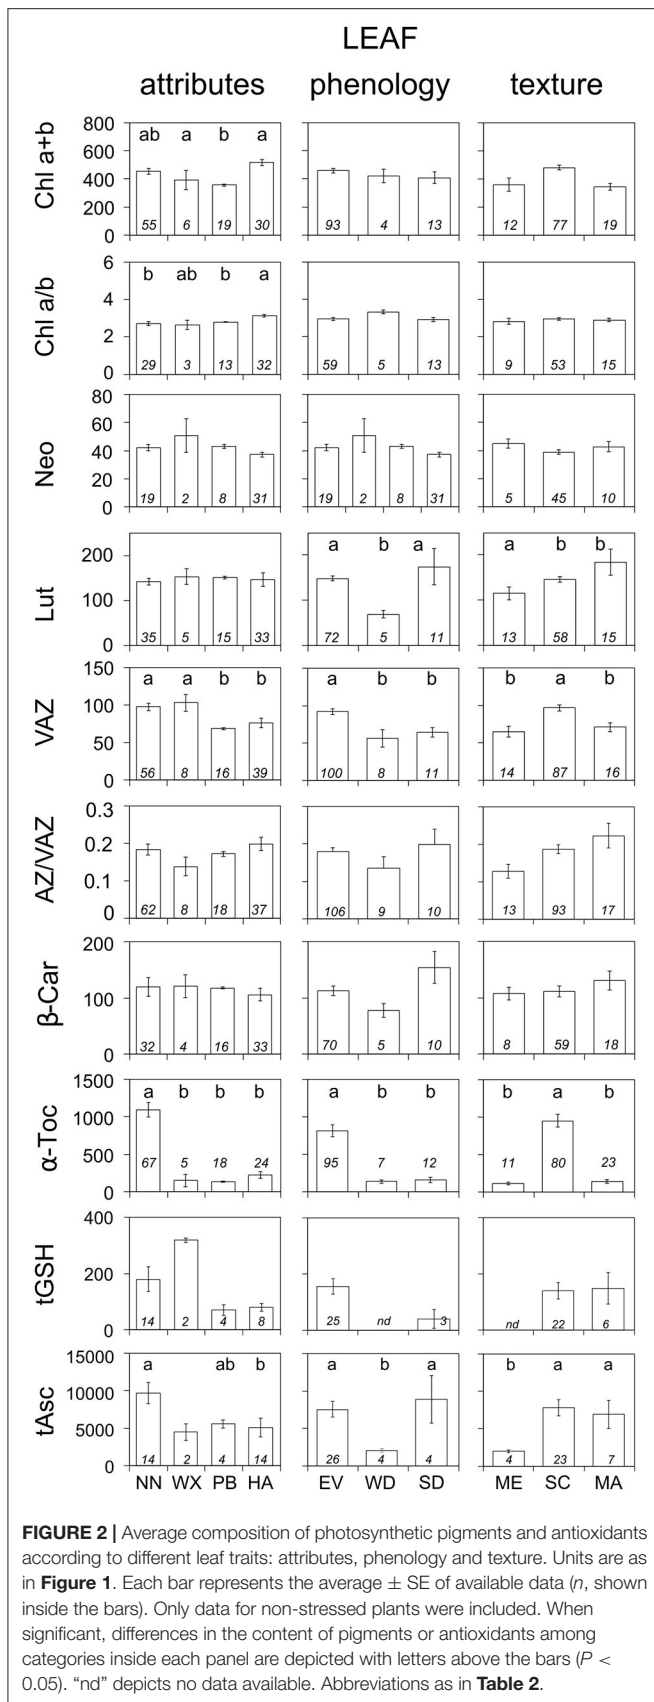 LEAF
attributes phenology texture
Chl a+b
800
600
400
200
0
ab a b a
55 6 19 30
93 4 13
12 77 19
Chl a/b
6
4
2
0
b ab b a
29 3 13 32
59 5 13
9 53 15
Neo
80
60
40
20
0
19 2 8 31
19 2 8 31
5 45 10
Lut
200
100
0
35 5 15 33
a b a
72 5 11
a b b
13 58 15
VAZ
150
100
50
0
a a b b
56 8 16 39
a b b
100 8 11
b a b
14 87 16
AZ/VAZ
0.3
0.2
0.1
0
62 8 18 37
106 9 10
13 93 17
β-Car
200
100
0
32 4 16 33
70 5 10
8 59 18
α-Toc
1500
1000
500
0
a b b b
67 5 18 24
a b b
95 7 12
b a b
11 80 23
tGSH
400
200
0
14 2 4 8
25 nd 3
nd 22 6
tAsc
15000
10000
5000
0
a ab b
14 2 4 14
a b a
26 4 4
b a a
4 23 7
NN WX PB HA EV WD SD ME SC MA
FIGURE 2 | Average composition of photosynthetic pigments and antioxidants
according to different leaf traits: attributes, phenology and texture. Units are as
in Figure 1. Each bar represents the average ± SE of available data (n, shown
inside the bars). Only data for non-stressed plants were included. When
significant, differences in the content of pigments or antioxidants among
categories inside each panel are depicted with letters above the bars (P <
0.05). “nd” depicts no data available. Abbreviations as in Table 2.